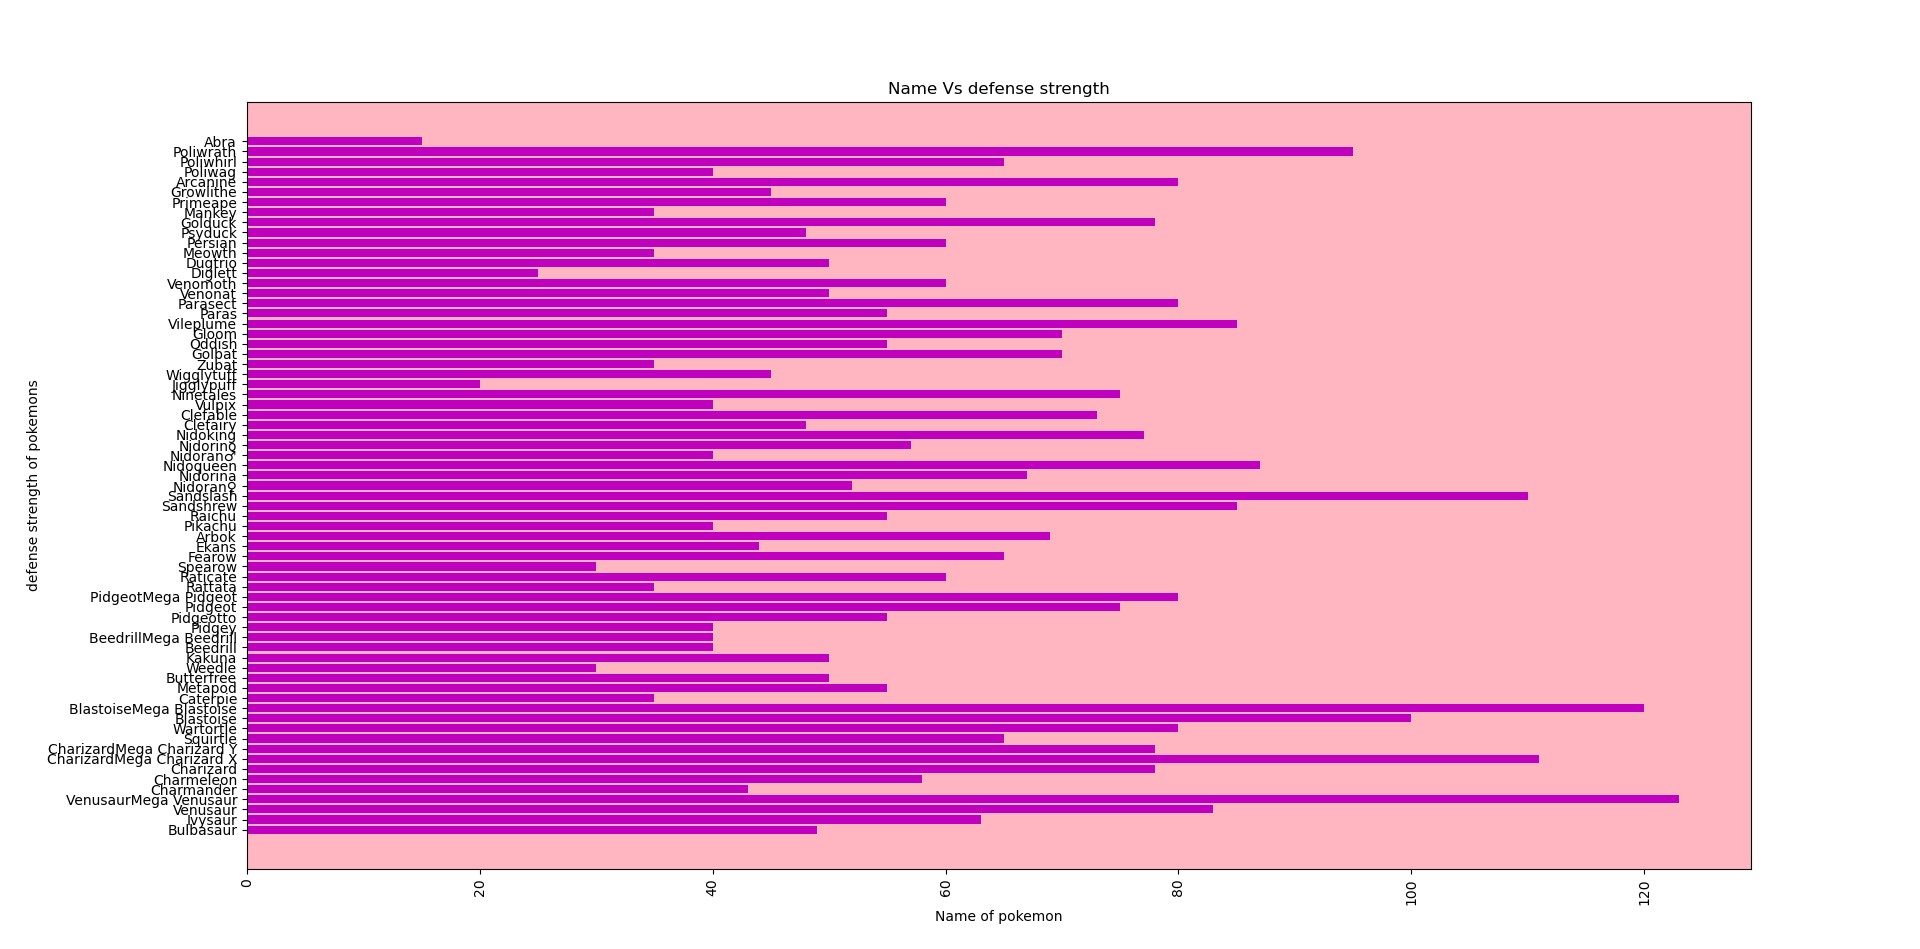 Name Vs defense strength
Abra
Poliwrath
Poliwhirl
Poliwag
Arcanine
Growlithe
Primeape
Mankey
Golduck
Psyduck
Persian
Meowth
Dugtrio
Diglett
Venomoth
Venonat
Parasect
Paras
Vileplume
Gloom
Oddish
Golbat
Zubat
Wigglytuff
Jigglypuff
Ninetales
Vulpix
Clefable
Clefairy
Nidoking
Nidorino
Nidoran♂
Nidoqueen
Nidorina
Nidoran♀
Sandslash
Sandshrew
Raichu
Pikachu
Arbok
Ekans
Fearow
Spearow
Raticate
Rattata
PidgeotMega Pidgeot
Pidgeot
Pidgeotto
Pidgey
BeedrillMega Beedrill
Beedrill
Kakuna
Weedle
Butterfree
Metapod
Caterpie
BlastoiseMega Blastoise
Blastoise
Wartortle
Squirtle
CharizardMega Charizard Y
CharizardMega Charizard X
Charizard
Charmeleon
Charmander
VenusaurMega Venusaur
Venusaur
Ivysaur
Bulbasaur
defense strength of pokemons
0
20
40
60
80
100
120
Name of pokemon